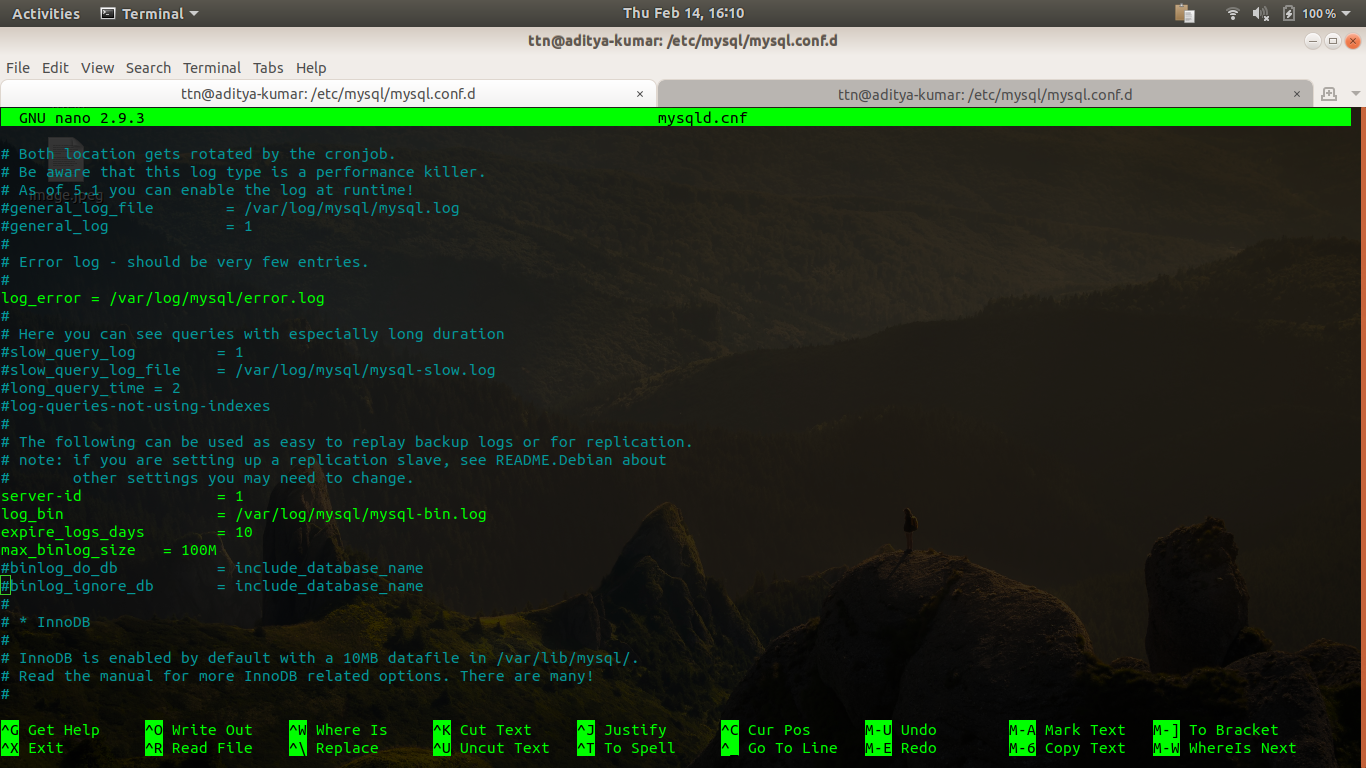 Activities Terminal Thu Feb 14, 16:10 100%
ttn@aditya-kumar: /etc/mysql/mysql.conf.d
File Edit View Search Terminal Tabs Help
ttn@aditya-kumar: /etc/mysql/mysql.conf.d × ttn@aditya-kumar: /etc/mysql/mysql.conf.d ×
GNU nano 2.9.3 mysqld.cnf
# Both location gets rotated by the cronjob.
# Be aware that this log type is a performance killer.
# As of 5.1 you can enable the log at runtime!
image.jpeg
#general_log_file        = /var/log/mysql/mysql.log
#general_log             = 1
#
# Error log - should be very few entries.
#
log_error = /var/log/mysql/error.log
#
# Here you can see queries with especially long duration
#slow_query_log         = 1
#slow_query_log_file    = /var/log/mysql/mysql-slow.log
#long_query_time = 2
#log-queries-not-using-indexes
#
# The following can be used as easy to replay backup logs or for replication.
# note: if you are setting up a replication slave, see README.Debian about
#       other settings you may need to change.
server-id               = 1
log_bin                 = /var/log/mysql/mysql-bin.log
expire_logs_days        = 10
max_binlog_size   = 100M
#binlog_do_db           = include_database_name
#binlog_ignore_db       = include_database_name
#
# * InnoDB
#
# InnoDB is enabled by default with a 10MB datafile in /var/lib/mysql/.
# Read the manual for more InnoDB related options. There are many!
#
^G Get Help ^O Write Out ^W Where Is ^K Cut Text ^J Justify ^C Cur Pos M-U Undo M-A Mark Text M-] To Bracket
^X Exit ^R Read File ^\ Replace ^U Uncut Text ^T To Spell ^_ Go To Line M-E Redo M-6 Copy Text M-W WhereIs Next